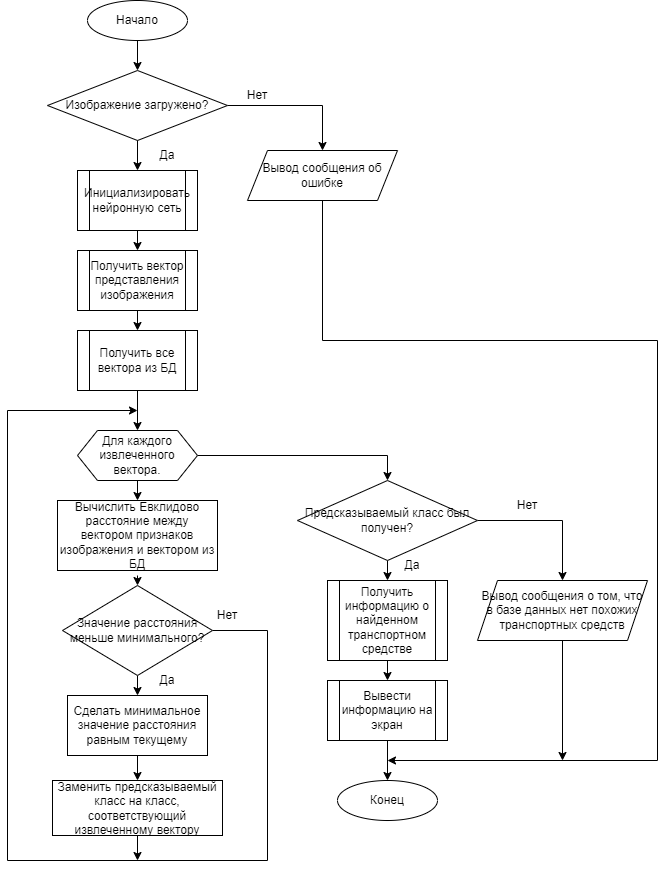 Начало
Изображение загружено?
Нет
Да
Вывод сообщения об
ошибке
Инициализировать
нейронную сеть
Получить вектор
представления
изображения
Получить все
вектора из БД
Для каждого
извлеченного
вектора.
Вычислить Евклидово
расстояние между
вектором признаков
изображения и вектором из
БД
Значение расстояния
меньше минимального?
Нет
Да
Сделать минимальное
значение расстояния
равным текущему
Заменить предсказываемый
класс на класс,
соответствующий
извлеченному вектору
Предсказываемый класс был
получен?
Нет
Да
Получить
информацию о
найденном
транспортном
средстве
Вывод сообщения о том, что
в базе данных нет похожих
транспортных средств
Вывести
информацию на
экран
Конец